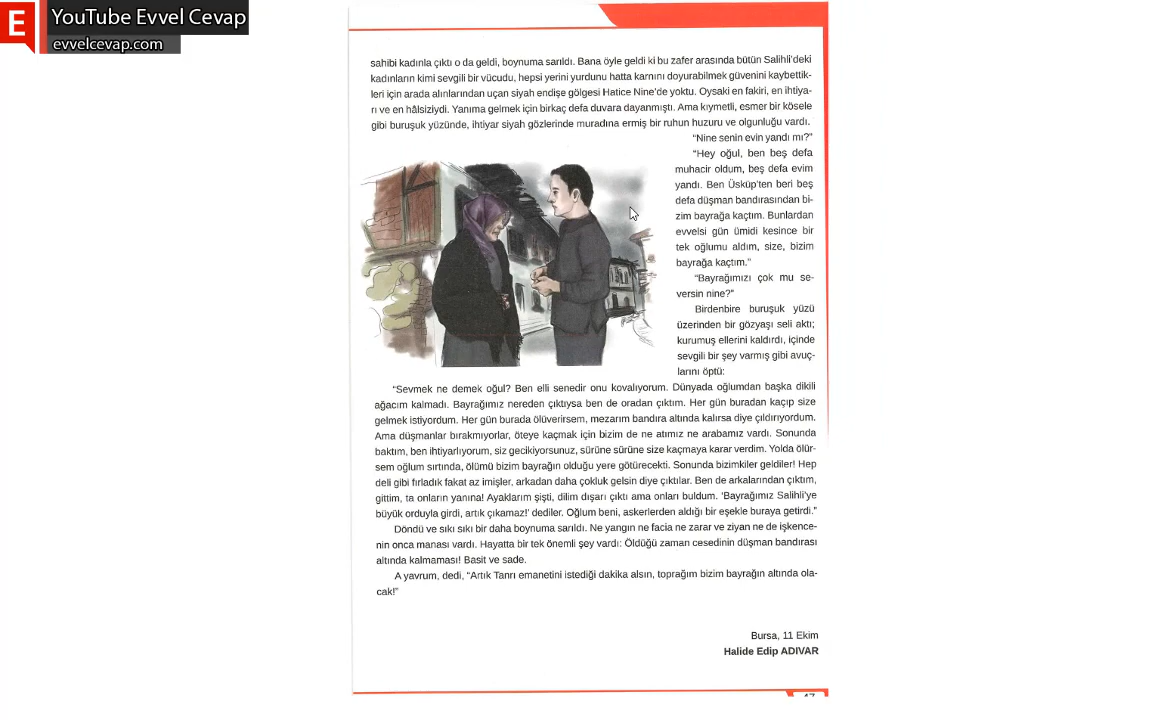 E
YouTube Evvel Cevap
evvelcevap.com
sahibi kadınla çıktı o da geldi, boynuma sarıldı. Bana öyle geldi ki bu zafer arasında bütün Salihli'deki
kadınların kimi sevgili bir vücudu, hepsi yerini yurdunu hatta karnını doyurabilmek güvenini kaybettik-
leri için arada alınlarından uçan siyah endişe gölgesi Hatice Nine'de yoktu. Oysaki en fakiri, en ihtiya-
rı ve en hâlsiziydi. Yanıma gelmek için birkaç defa duvara dayanmıştı. Ama kıymetli, esmer bir kösele
gibi buruşuk yüzünde, ihtiyar siyah gözlerinde muradına ermiş bir ruhun huzuru ve olgunluğu vardı.
“Nine senin evin yandı mı?”
“Hey oğul, ben beş defa
muhacir oldum, beş defa evim
yandı. Ben Üsküp'ten beri beş
defa düşman bandırasından bi-
zim bayrağa kaçtım. Bunlardan
evvelsi gün ümidi kesince bir
tek oğlumu aldım, size, bizim
bayrağa kaçtım.”
“Bayrağımızı çok mu se-
versin nine?”
Birdenbire buruşuk yüzü
üzerinden bir gözyaşı seli aktı;
kurumuş ellerini kaldırdı, içinde
sevgili bir şey varmış gibi avuç-
larını öptü:
“Sevmek ne demek oğul? Ben elli senedir onu kovalıyorum. Dünyada oğlumdan başka dikili
ağacım kalmadı. Bayrağımız nereden çıktıysa ben de oradan çıktım. Her gün buradan kaçıp size
gelmek istiyordum. Her gün burada ölüverirsem, mezarım bandıra altında kalırsa diye çıldırıyordum.
Ama düşmanlar bırakmıyorlar, öteye kaçmak için bizim de ne atımız ne arabamız vardı. Sonunda
baktım, ben ihtiyarlıyorum, siz gecikiyorsunuz, sürüne sürüne size kaçmaya karar verdim. Yolda ölür-
sem oğlum sırtında, ölümü bizim bayrağın olduğu yere götürecekti. Sonunda bizimkiler geldiler! Hep
deli gibi fırladık fakat az imişler, arkadan daha çokluk gelsin diye çıktılar. Ben de arkalarından çıktım,
gittim, ta onların yanına! Ayaklarım şişti, dilim dışarı çıktı ama onları buldum. ‘Bayrağımız Salihli'ye
büyük orduyla girdi, artık çıkamaz!’ dediler. Oğlum beni, askerlerden aldığı bir eşekle buraya getirdi.”
Döndü ve sıkı sıkı bir daha boynuma sarıldı. Ne yangın ne facia ne zarar ve ziyan ne de işkence-
nin onca manası vardı. Hayatta bir tek önemli şey vardı: Öldüğü zaman cesedinin düşman bandırası
altında kalmaması! Basit ve sade.
A yavrum, dedi, “Artık Tanrı emanetini istediği dakika alsın, toprağım bizim bayrağın altında ola-
cak!”
Bursa, 11 Ekim
Halide Edip ADIVAR